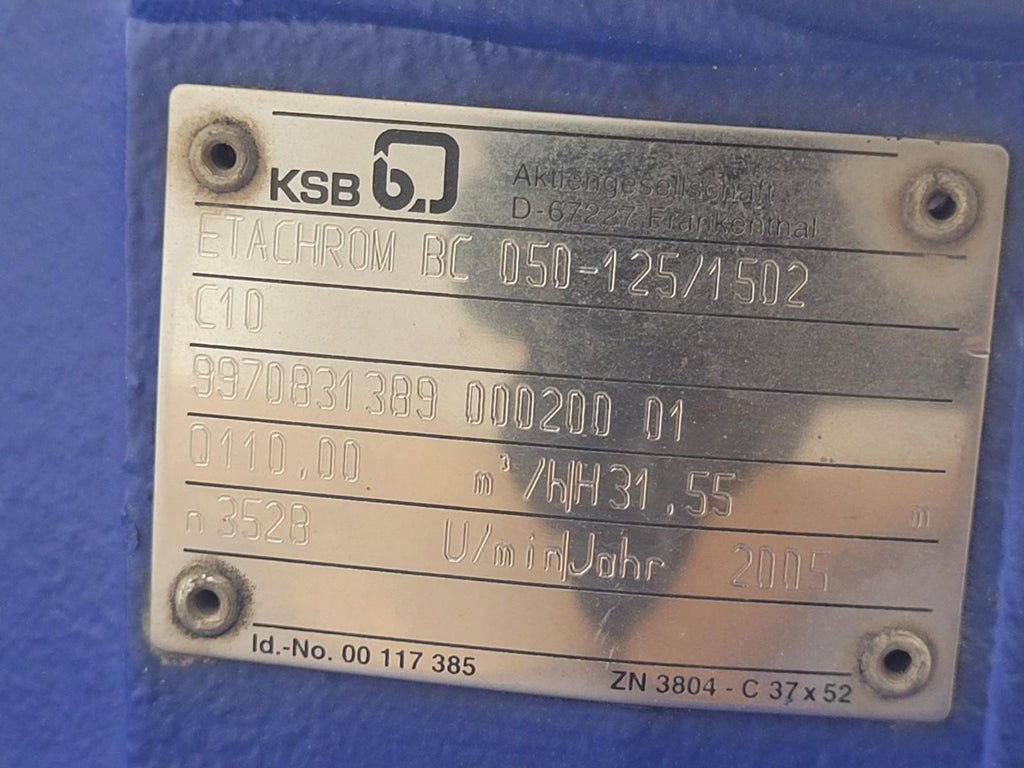 KSB
Aktiengesellschaft
D-67227 Frankenthal
ETACHROM BC 050-125/1502
C10
9970831389 000200 01
Q110,00 m³/h H31,55 m
n 3528 U/min Jahr 2005
Id.-No. 00 117 385 ZN 3804 - C 37 x 52